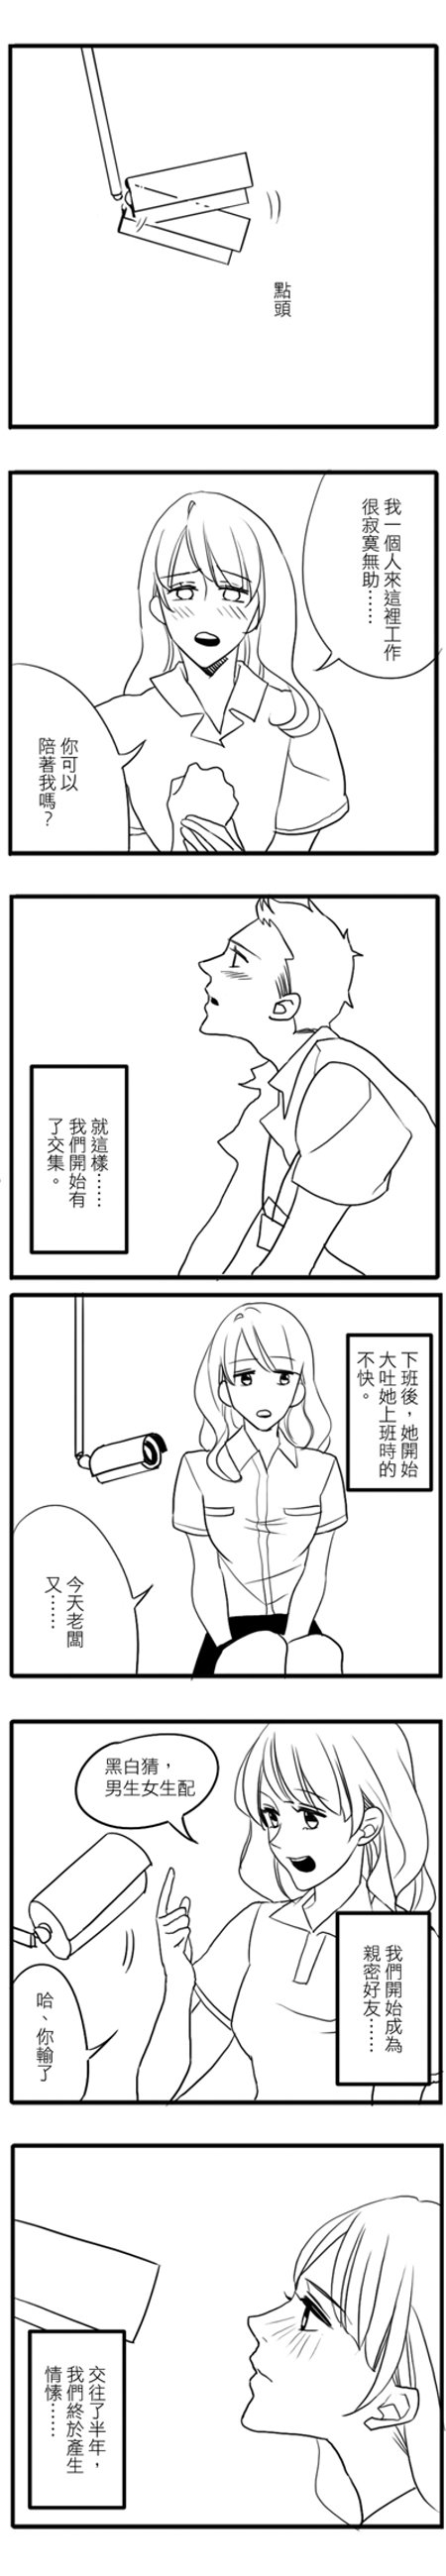 點頭
我一個人來這裡工作
很寂寞無助……
你可以
陪著我嗎？
就這樣……
我們開始有
了交集。
下班後，她開始
大吐她上班時的
不快。
今天老闆
又……
黑白猜，
男生女生配
我們開始成為
親密好友……
哈、你輸了
交往了半年，
我們終於產生
情愫……